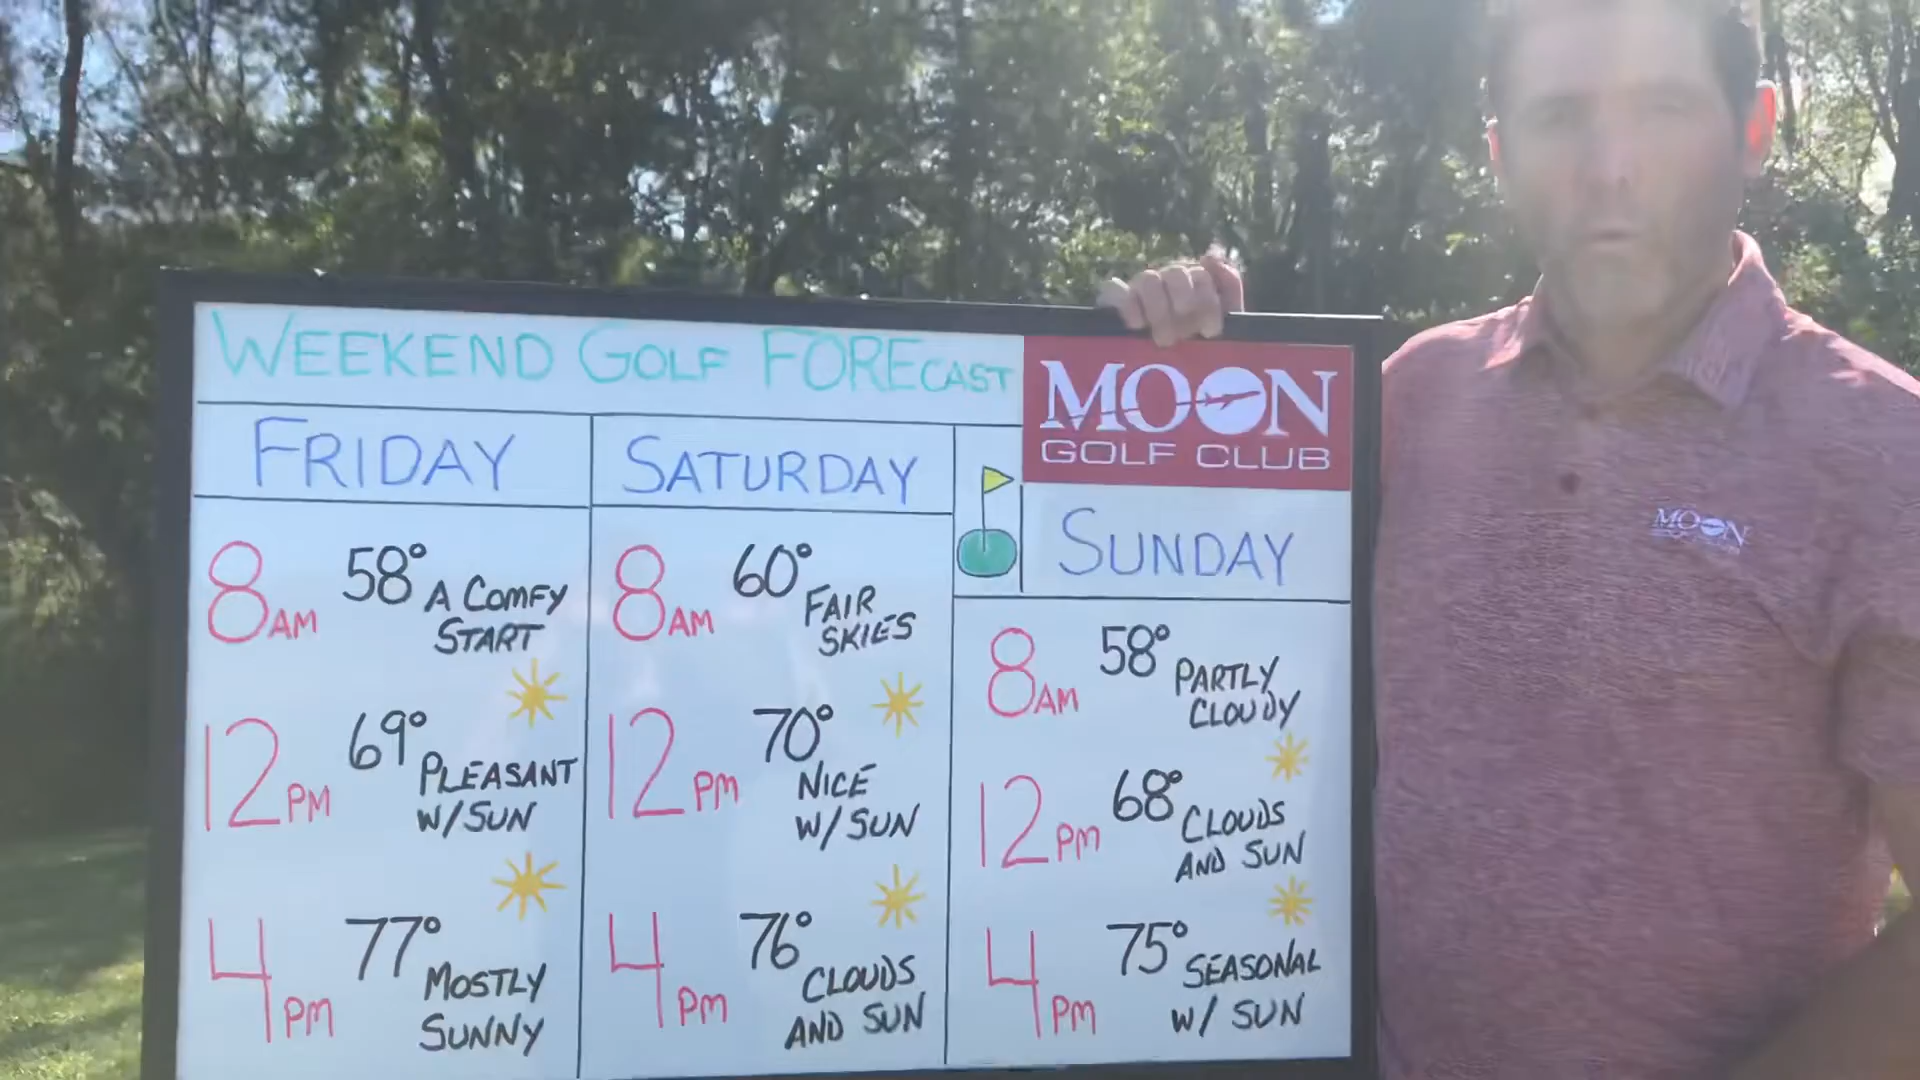 WEEKEND GOLF FORECAST
MOON
GOLF CLUB
FRIDAY
8AM 58° A COMFY
START
12PM 69° PLEASANT
W/SUN
4PM 77° MOSTLY
SUNNY
SATURDAY
8AM 60° FAIR
SKIES
12PM 70° NICE
W/SUN
4PM 76° CLOUDS
AND SUN
SUNDAY
8AM 58° PARTLY
CLOUDY
12PM 68° CLOUDS
AND SUN
4PM 75° SEASONAL
W/ SUN
MOON